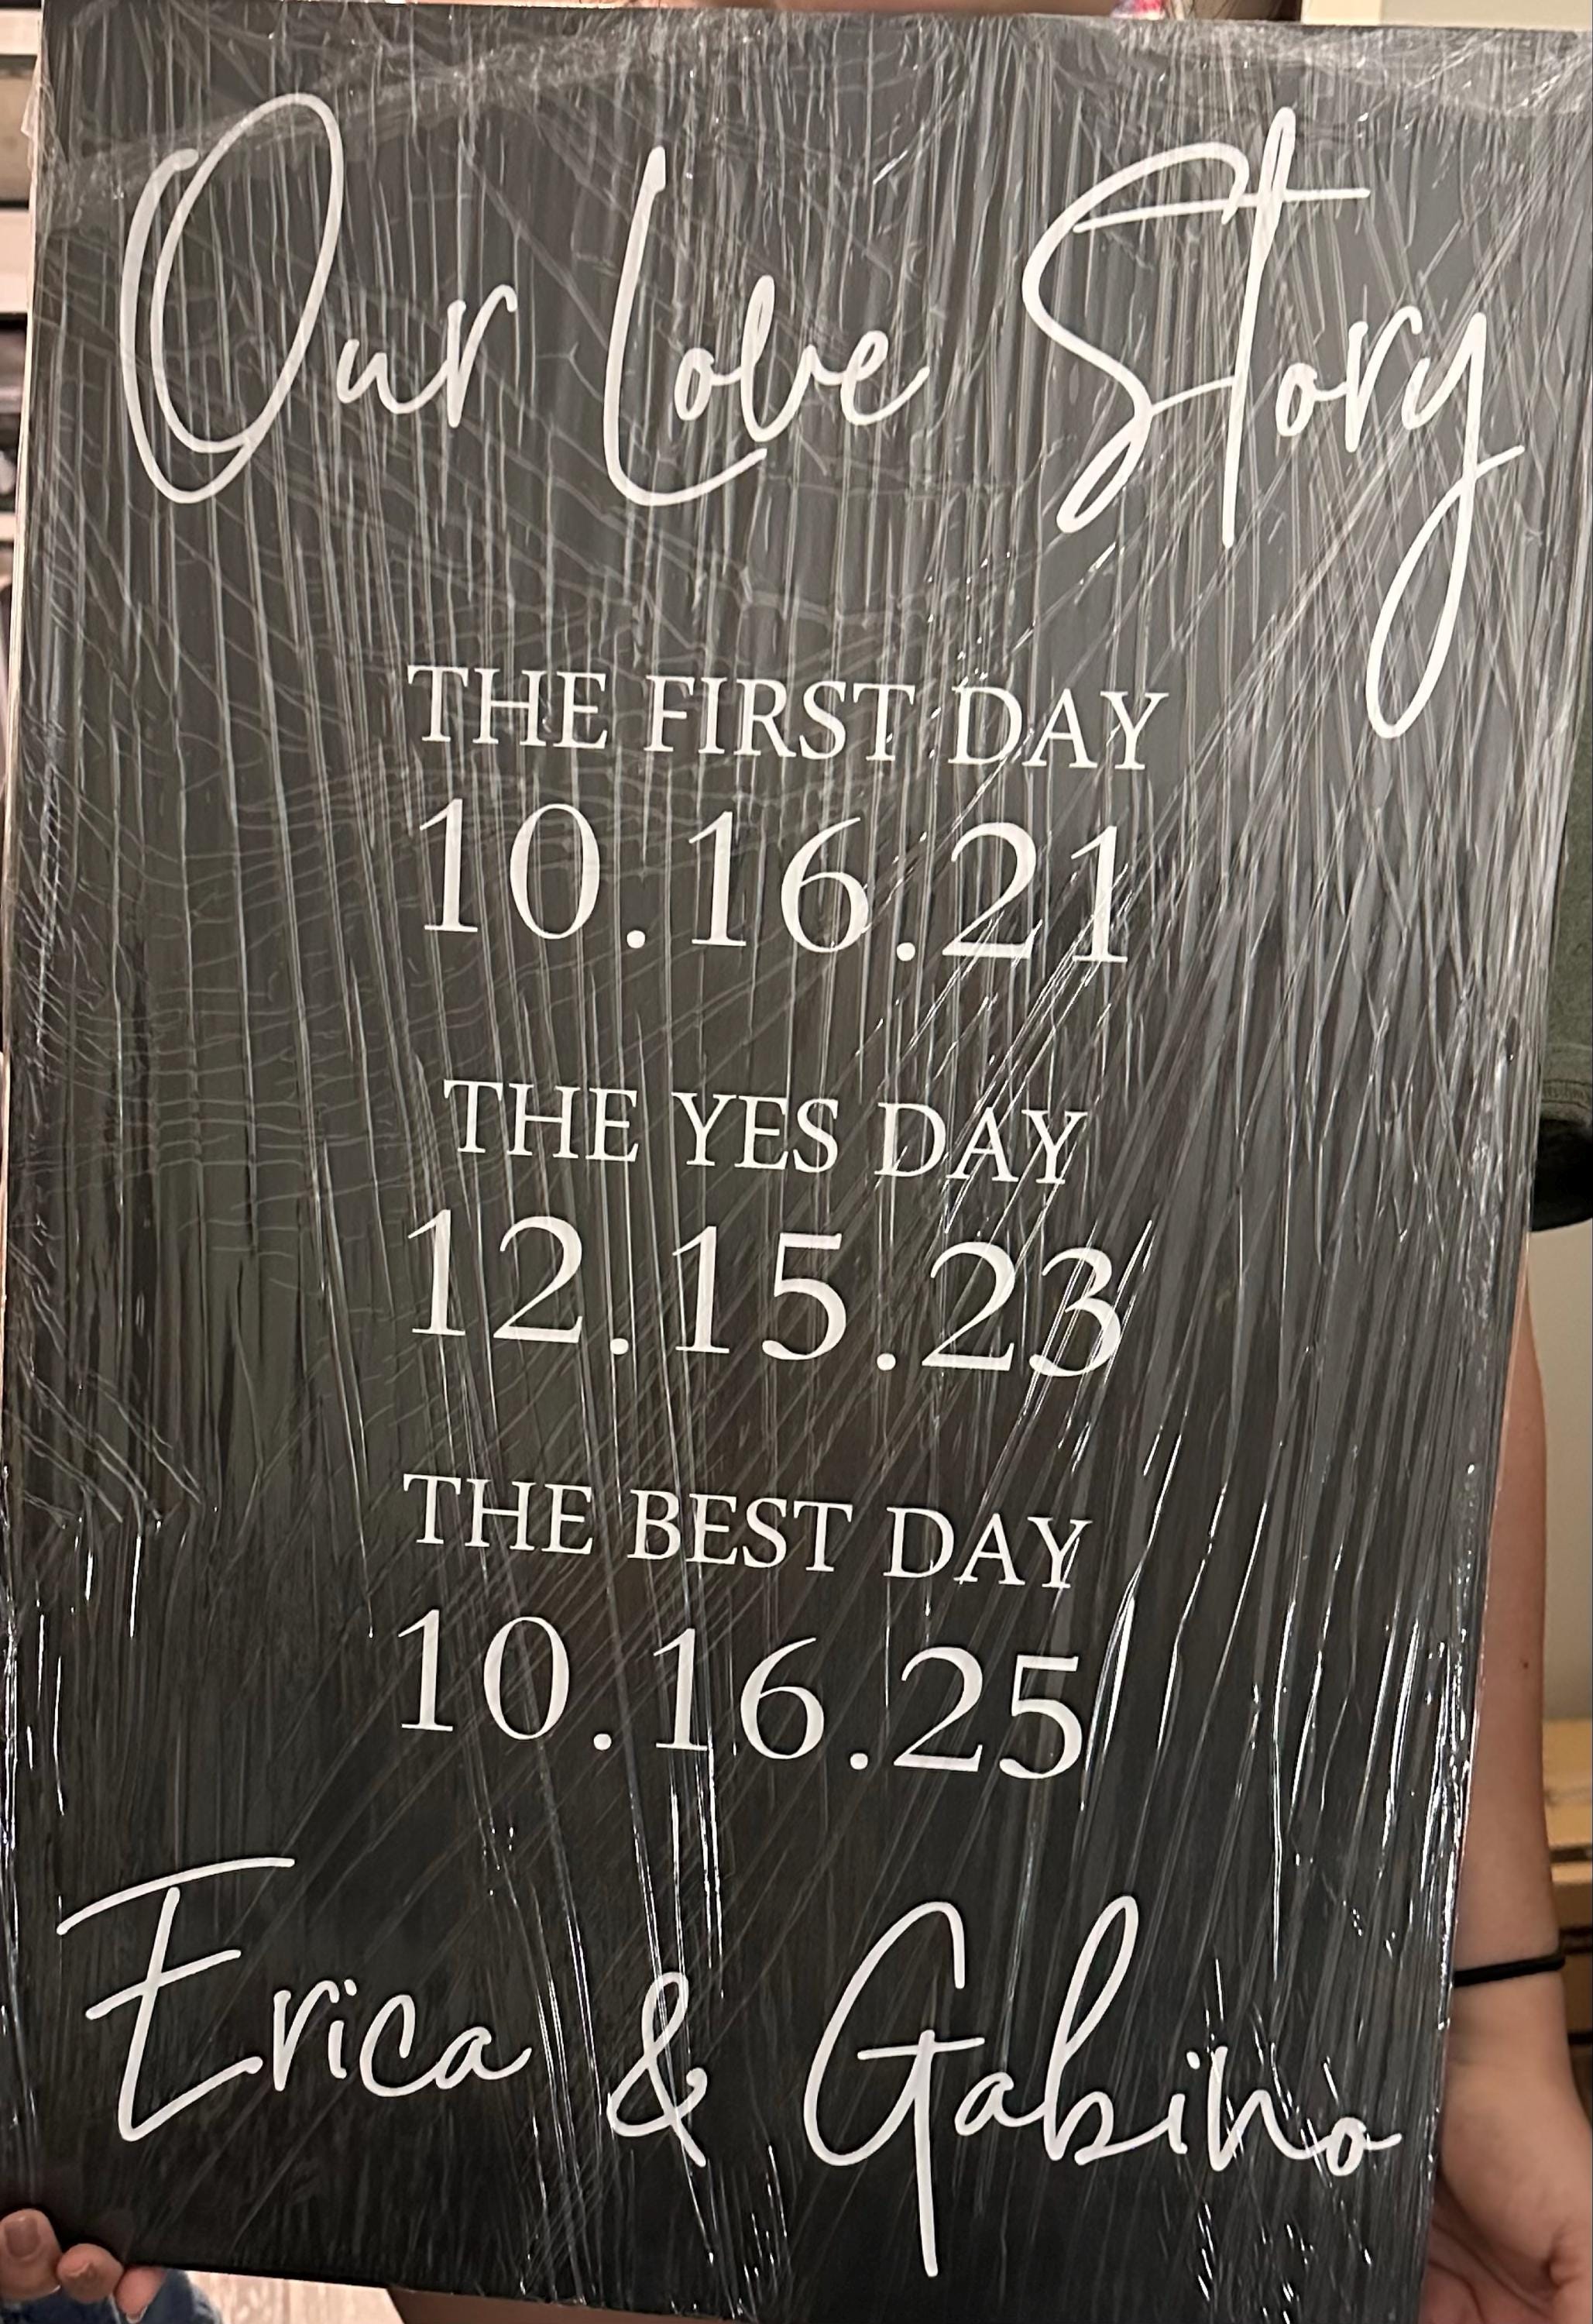 Our Love Story
THE FIRST DAY
10.16.21
THE YES DAY
12.15.23
THE BEST DAY
10.16.25
Erica & Gabino